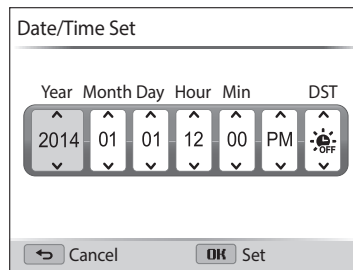 Date/Time Set
Year Month Day Hour Min DST
2014 01 01 12 00 PM OFF
Cancel OK Set